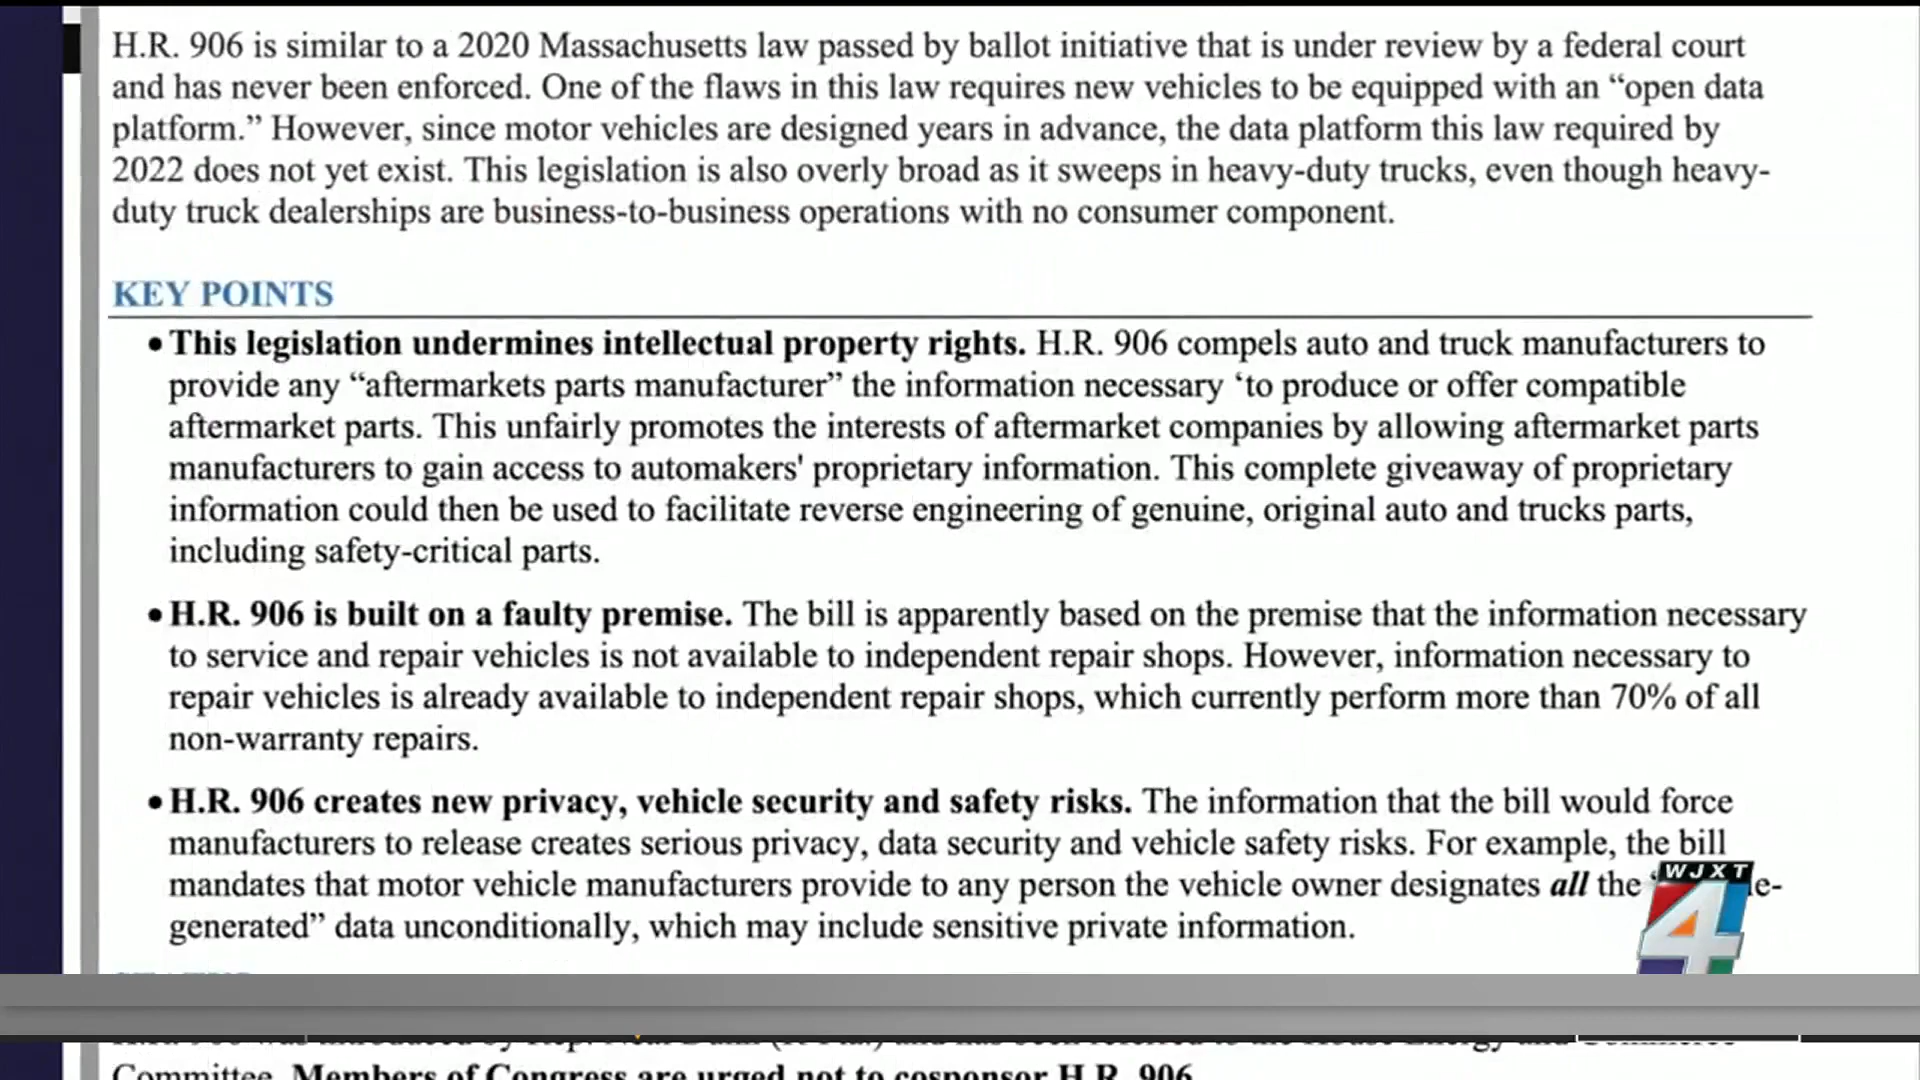 H.R. 906 is similar to a 2020 Massachusetts law passed by ballot initiative that is under review by a federal court
and has never been enforced. One of the flaws in this law requires new vehicles to be equipped with an “open data
platform.” However, since motor vehicles are designed years in advance, the data platform this law required by
2022 does not yet exist. This legislation is also overly broad as it sweeps in heavy-duty trucks, even though heavy-
duty truck dealerships are business-to-business operations with no consumer component.
KEY POINTS
• This legislation undermines intellectual property rights. H.R. 906 compels auto and truck manufacturers to
provide any “aftermarkets parts manufacturer” the information necessary ‘to produce or offer compatible
aftermarket parts. This unfairly promotes the interests of aftermarket companies by allowing aftermarket parts
manufacturers to gain access to automakers' proprietary information. This complete giveaway of proprietary
information could then be used to facilitate reverse engineering of genuine, original auto and trucks parts,
including safety-critical parts.
• H.R. 906 is built on a faulty premise. The bill is apparently based on the premise that the information necessary
to service and repair vehicles is not available to independent repair shops. However, information necessary to
repair vehicles is already available to independent repair shops, which currently perform more than 70% of all
non-warranty repairs.
• H.R. 906 creates new privacy, vehicle security and safety risks. The information that the bill would force
manufacturers to release creates serious privacy, data security and vehicle safety risks. For example, the bill
mandates that motor vehicle manufacturers provide to any person the vehicle owner designates all the
generated” data unconditionally, which may include sensitive private information.
WJXT
4
Committee. Members of Congress are urged not to cosponsor H.R. 906